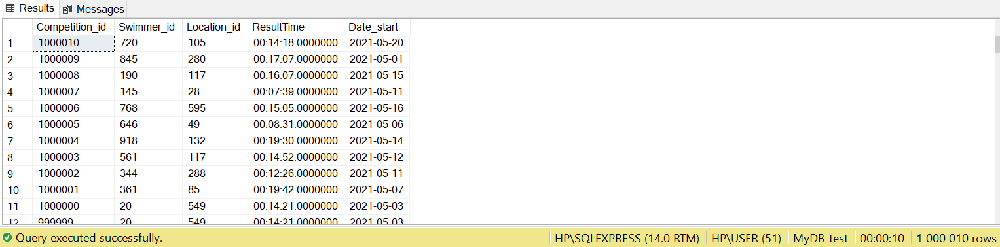 Results Messages
Competition_id Swimmer_id Location_id ResultTime Date_start
1 1000010 720 105 00:14:18.0000000 2021-05-20
2 1000009 845 280 00:17:07.0000000 2021-05-01
3 1000008 190 117 00:16:07.0000000 2021-05-15
4 1000007 145 28 00:07:39.0000000 2021-05-11
5 1000006 768 595 00:15:05.0000000 2021-05-16
6 1000005 646 49 00:08:31.0000000 2021-05-06
7 1000004 918 132 00:19:30.0000000 2021-05-14
8 1000003 561 117 00:14:52.0000000 2021-05-12
9 1000002 344 288 00:12:26.0000000 2021-05-11
10 1000001 361 85 00:19:42.0000000 2021-05-07
11 1000000 20 549 00:14:21.0000000 2021-05-03
12 999999 20 549 00:14:21.0000000 2021-05-03
Query executed successfully. HP\SQLEXPRESS (14.0 RTM) HP\USER (51) MyDB_test 00:00:10 1 000 010 rows